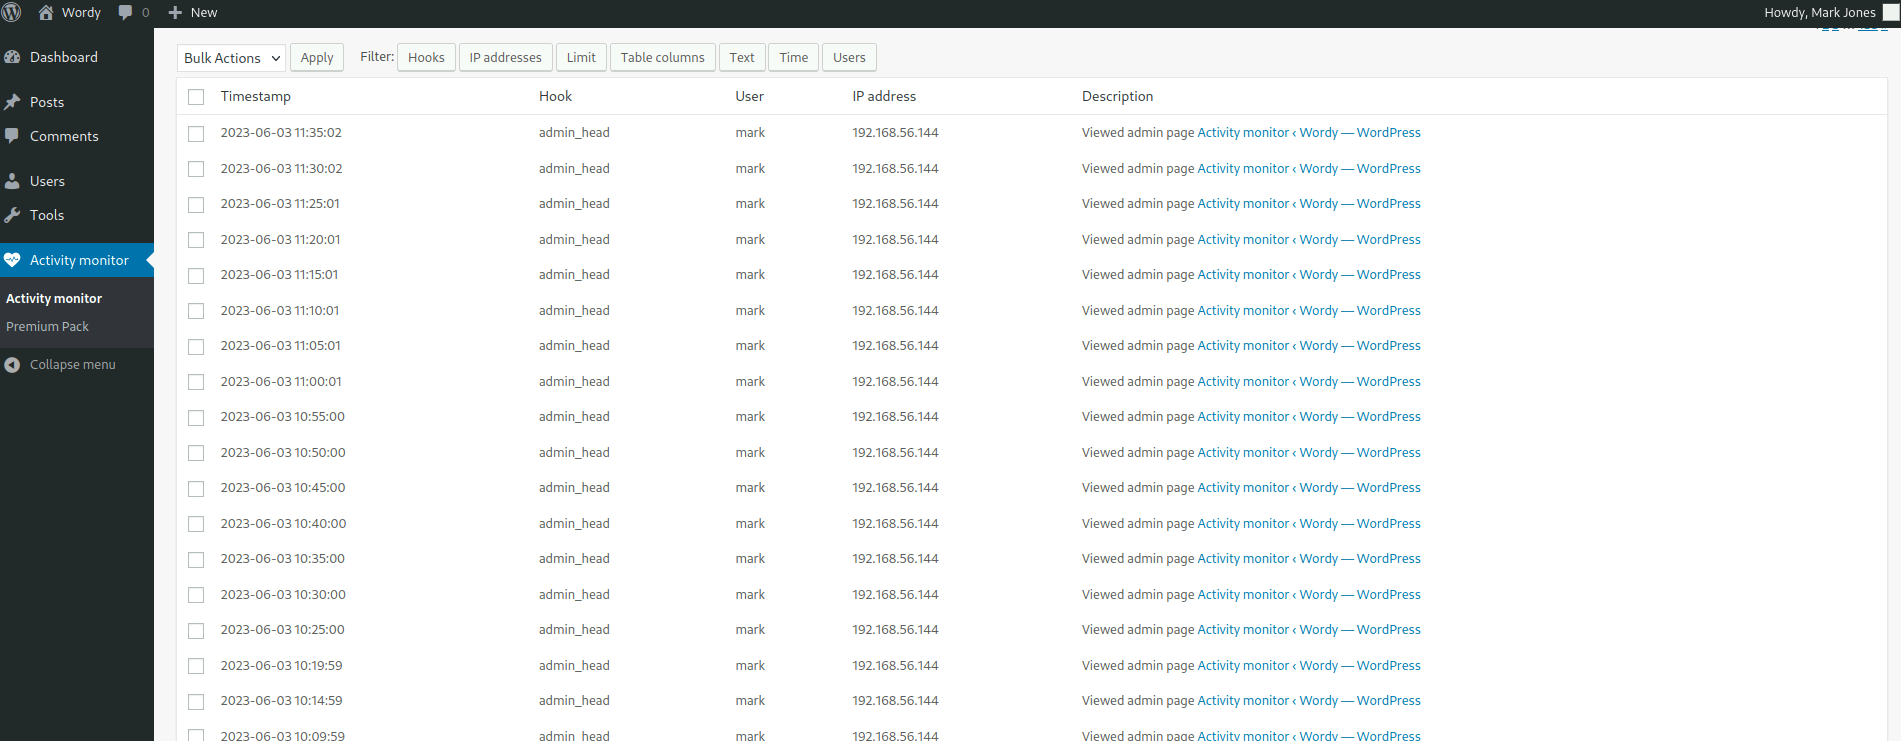 Wordy 0 New Howdy, Mark Jones
Dashboard
Posts
Comments
Users
Tools
Activity monitor
Activity monitor
Premium Pack
Collapse menu
Bulk Actions Apply Filter: Hooks IP addresses Limit Table columns Text Time Users
Timestamp Hook User IP address Description
2023-06-03 11:35:02 admin_head mark 192.168.56.144 Viewed admin page Activity monitor ‹ Wordy — WordPress
2023-06-03 11:30:02 admin_head mark 192.168.56.144 Viewed admin page Activity monitor ‹ Wordy — WordPress
2023-06-03 11:25:01 admin_head mark 192.168.56.144 Viewed admin page Activity monitor ‹ Wordy — WordPress
2023-06-03 11:20:01 admin_head mark 192.168.56.144 Viewed admin page Activity monitor ‹ Wordy — WordPress
2023-06-03 11:15:01 admin_head mark 192.168.56.144 Viewed admin page Activity monitor ‹ Wordy — WordPress
2023-06-03 11:10:01 admin_head mark 192.168.56.144 Viewed admin page Activity monitor ‹ Wordy — WordPress
2023-06-03 11:05:01 admin_head mark 192.168.56.144 Viewed admin page Activity monitor ‹ Wordy — WordPress
2023-06-03 11:00:01 admin_head mark 192.168.56.144 Viewed admin page Activity monitor ‹ Wordy — WordPress
2023-06-03 10:55:00 admin_head mark 192.168.56.144 Viewed admin page Activity monitor ‹ Wordy — WordPress
2023-06-03 10:50:00 admin_head mark 192.168.56.144 Viewed admin page Activity monitor ‹ Wordy — WordPress
2023-06-03 10:45:00 admin_head mark 192.168.56.144 Viewed admin page Activity monitor ‹ Wordy — WordPress
2023-06-03 10:40:00 admin_head mark 192.168.56.144 Viewed admin page Activity monitor ‹ Wordy — WordPress
2023-06-03 10:35:00 admin_head mark 192.168.56.144 Viewed admin page Activity monitor ‹ Wordy — WordPress
2023-06-03 10:30:00 admin_head mark 192.168.56.144 Viewed admin page Activity monitor ‹ Wordy — WordPress
2023-06-03 10:25:00 admin_head mark 192.168.56.144 Viewed admin page Activity monitor ‹ Wordy — WordPress
2023-06-03 10:19:59 admin_head mark 192.168.56.144 Viewed admin page Activity monitor ‹ Wordy — WordPress
2023-06-03 10:14:59 admin_head mark 192.168.56.144 Viewed admin page Activity monitor ‹ Wordy — WordPress
2023-06-03 10:09:59 admin_head mark 192.168.56.144 Viewed admin page Activity monitor ‹ Wordy — WordPress